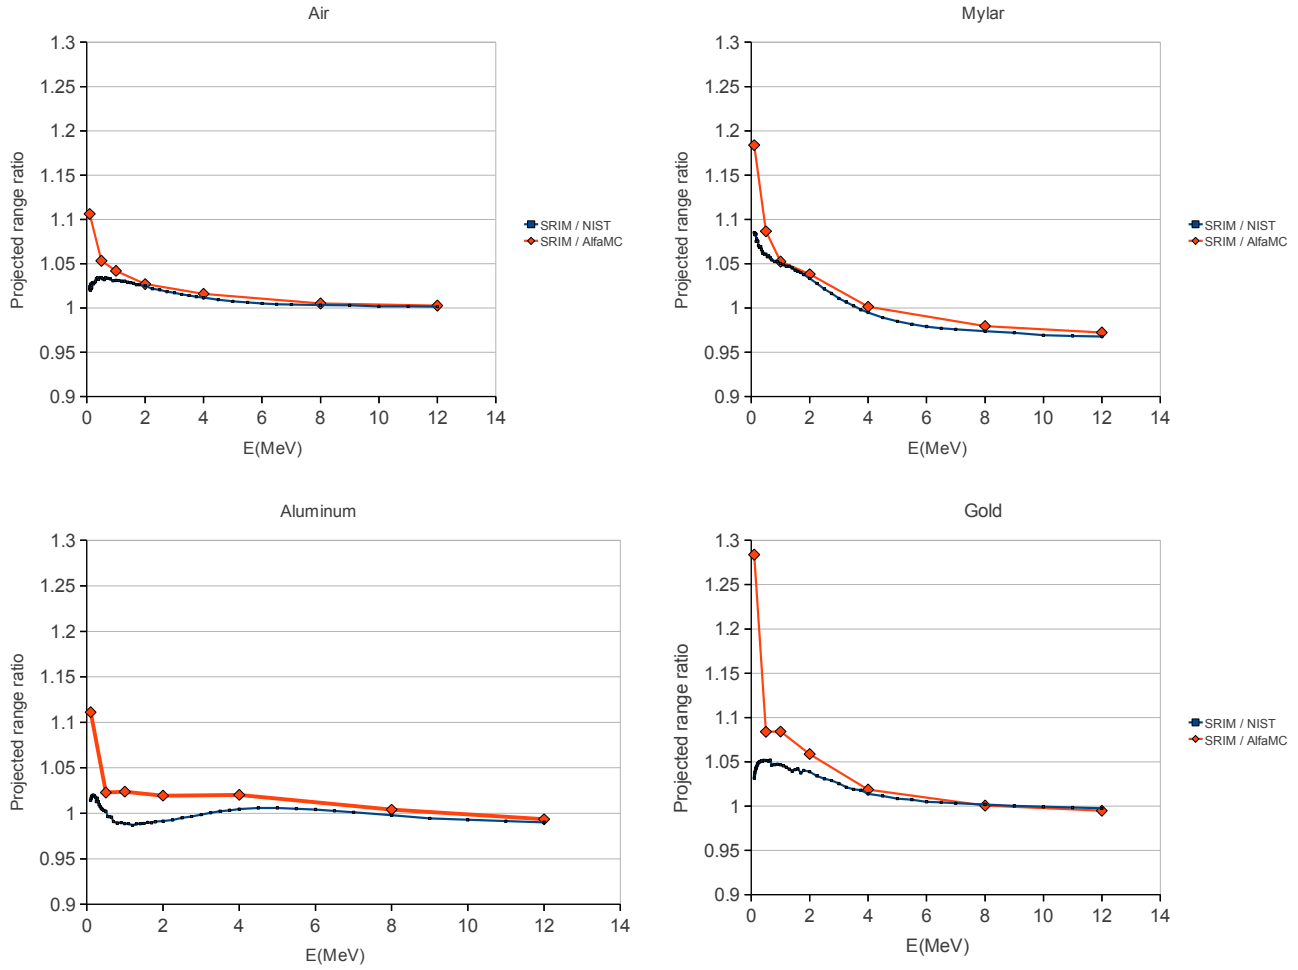 Air
1.3
1.25
1.2
1.15
1.1
1.05
1
0.95
0.9
Projected range ratio
0 2 4 6 8 10 12 14
E(MeV)
SRIM / NIST
SRIM / AlfaMC
Mylar
1.3
1.25
1.2
1.15
1.1
1.05
1
0.95
0.9
Projected range ratio
0 2 4 6 8 10 12 14
E(MeV)
SRIM / NIST
SRIM / AlfaMC
Aluminum
1.3
1.25
1.2
1.15
1.1
1.05
1
0.95
0.9
Projected range ratio
0 2 4 6 8 10 12 14
E(MeV)
Gold
1.3
1.25
1.2
1.15
1.1
1.05
1
0.95
0.9
Projected range ratio
0 2 4 6 8 10 12 14
E(MeV)
SRIM / NIST
SRIM / AlfaMC